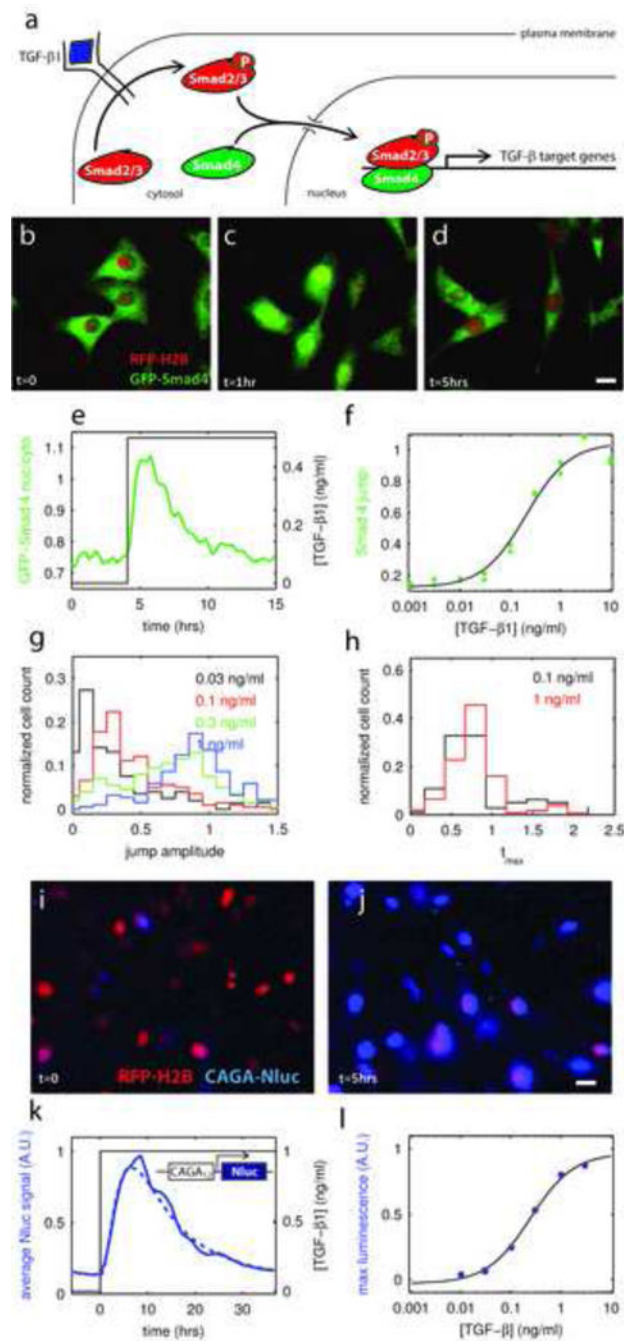 a
plasma membrane
TGF-β1
P
Smad2/3
P
Smad2/3
Smad4
Smad2/3
Smad4
TGF-β target genes
cytosol
nucleus
b
c
d
RFP-H2B
GFP-Smad4
t=0
t=1hr
t=5hrs
e
GFP-Smad4 nuc:cyto
1.1
1.0
0.9
0.8
0.7
0.4
0.2
0
[TGF-β1] (ng/ml)
0
5
10
15
time (hrs)
f
Smad 4 jump
1
0.8
0.6
0.4
0.2
0.001
0.01
0.1
1
10
[TGF-β1] (ng/ml)
g
normalized cell count
0.3
0.2
0.1
0
0.03 ng/ml
0.1 ng/ml
0.3 ng/ml
1 ng/ml
0
0.5
1
1.5
jump amplitude
h
normalized cell count
0.6
0.4
0.2
0
0.1 ng/ml
1 ng/ml
0
0.5
1
1.5
2
2.5
t max
i
t=0
RFP-H2B
CAGA-Nluc
j
t=5hrs
k
average Nluc signal (A.U.)
1
0.5
0
CAGA
Nluc
1
0.5
0
[TGF-β1] (ng/ml)
0
10
20
30
time (hrs)
l
max luminescence (A.U.)
1
0.5
0
0.001
0.01
0.1
1
10
[TGF-β] (ng/ml)